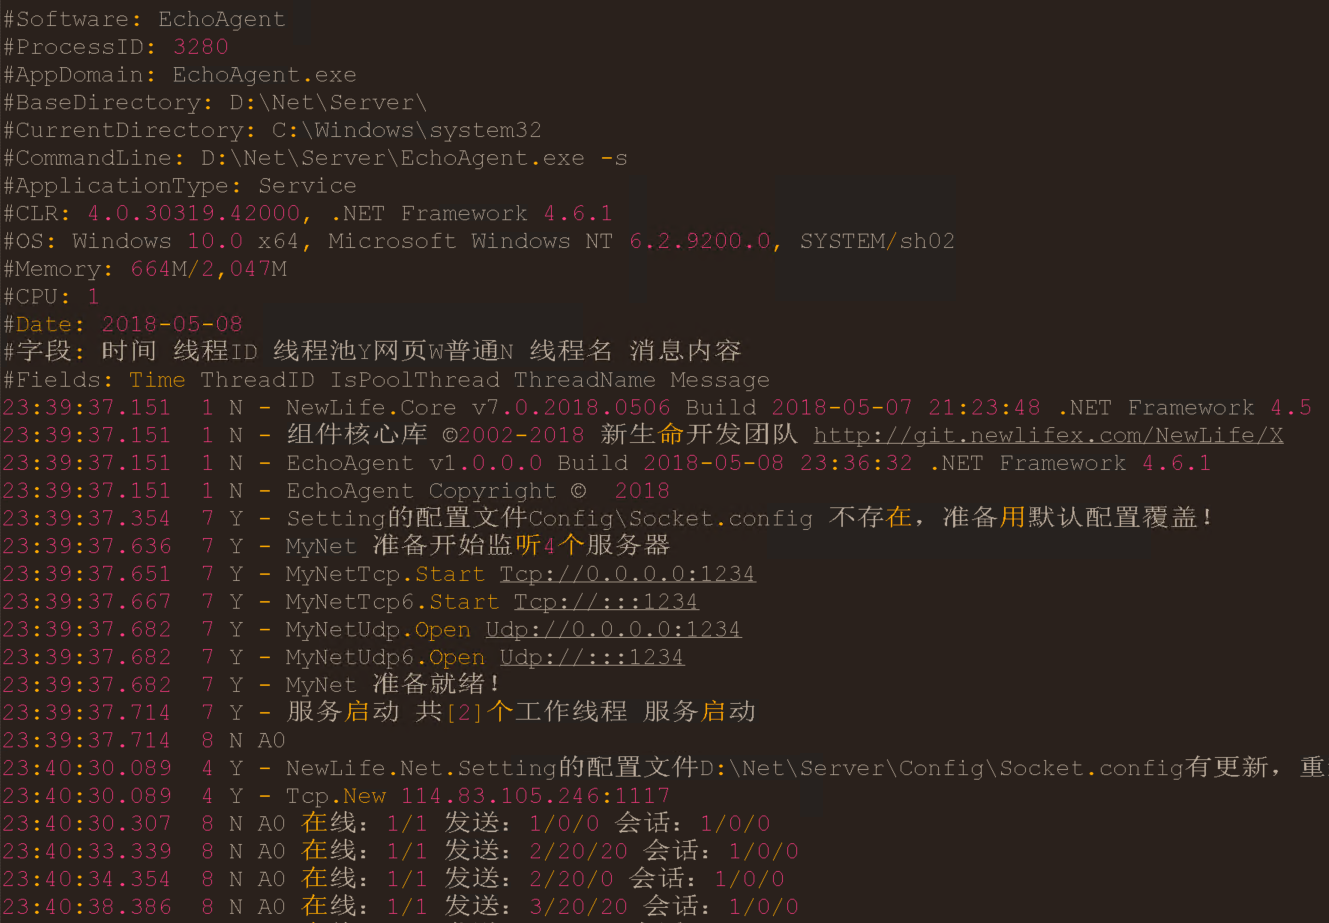 #Software: EchoAgent
#ProcessID: 3280
#AppDomain: EchoAgent.exe
#BaseDirectory: D:\Net\Server\
#CurrentDirectory: C:\Windows\system32
#CommandLine: D:\Net\Server\EchoAgent.exe -s
#ApplicationType: Service
#CLR: 4.0.30319.42000, .NET Framework 4.6.1
#OS: Windows 10.0 x64, Microsoft Windows NT 6.2.9200.0, SYSTEM/sh02
#Memory: 664M/2,047M
#CPU: 1
#Date: 2018-05-08
#字段: 时间 线程ID 线程池Y网页W普通N 线程名 消息内容
#Fields: Time ThreadID IsPoolThread ThreadName Message
23:39:37.151  1 N - NewLife.Core v7.0.2018.0506 Build 2018-05-07 21:23:48 .NET Framework 4.5
23:39:37.151  1 N - 组件核心库 ©2002-2018 新生命开发团队 http://git.newlifex.com/NewLife/X
23:39:37.151  1 N - EchoAgent v1.0.0.0 Build 2018-05-08 23:36:32 .NET Framework 4.6.1
23:39:37.151  1 N - EchoAgent Copyright ©  2018
23:39:37.354  7 Y - Setting的配置文件Config\Socket.config 不存在，准备用默认配置覆盖！
23:39:37.636  7 Y - MyNet 准备开始监听4个服务器
23:39:37.651  7 Y - MyNetTcp.Start Tcp://0.0.0.0:1234
23:39:37.667  7 Y - MyNetTcp6.Start Tcp://:::1234
23:39:37.682  7 Y - MyNetUdp.Open Udp://0.0.0.0:1234
23:39:37.682  7 Y - MyNetUdp6.Open Udp://:::1234
23:39:37.682  7 Y - MyNet 准备就绪！
23:39:37.714  7 Y - 服务启动 共[2]个工作线程 服务启动
23:39:37.714  8 N A0
23:40:30.089  4 Y - NewLife.Net.Setting的配置文件D:\Net\Server\Config\Socket.config有更新，重
23:40:30.089  4 Y - Tcp.New 114.83.105.246:1117
23:40:30.307  8 N A0 在线：1/1 发送：1/0/0 会话：1/0/0
23:40:33.339  8 N A0 在线：1/1 发送：2/20/20 会话：1/0/0
23:40:34.354  8 N A0 在线：1/1 发送：2/20/0 会话：1/0/0
23:40:38.386  8 N A0 在线：1/1 发送：3/20/20 会话：1/0/0